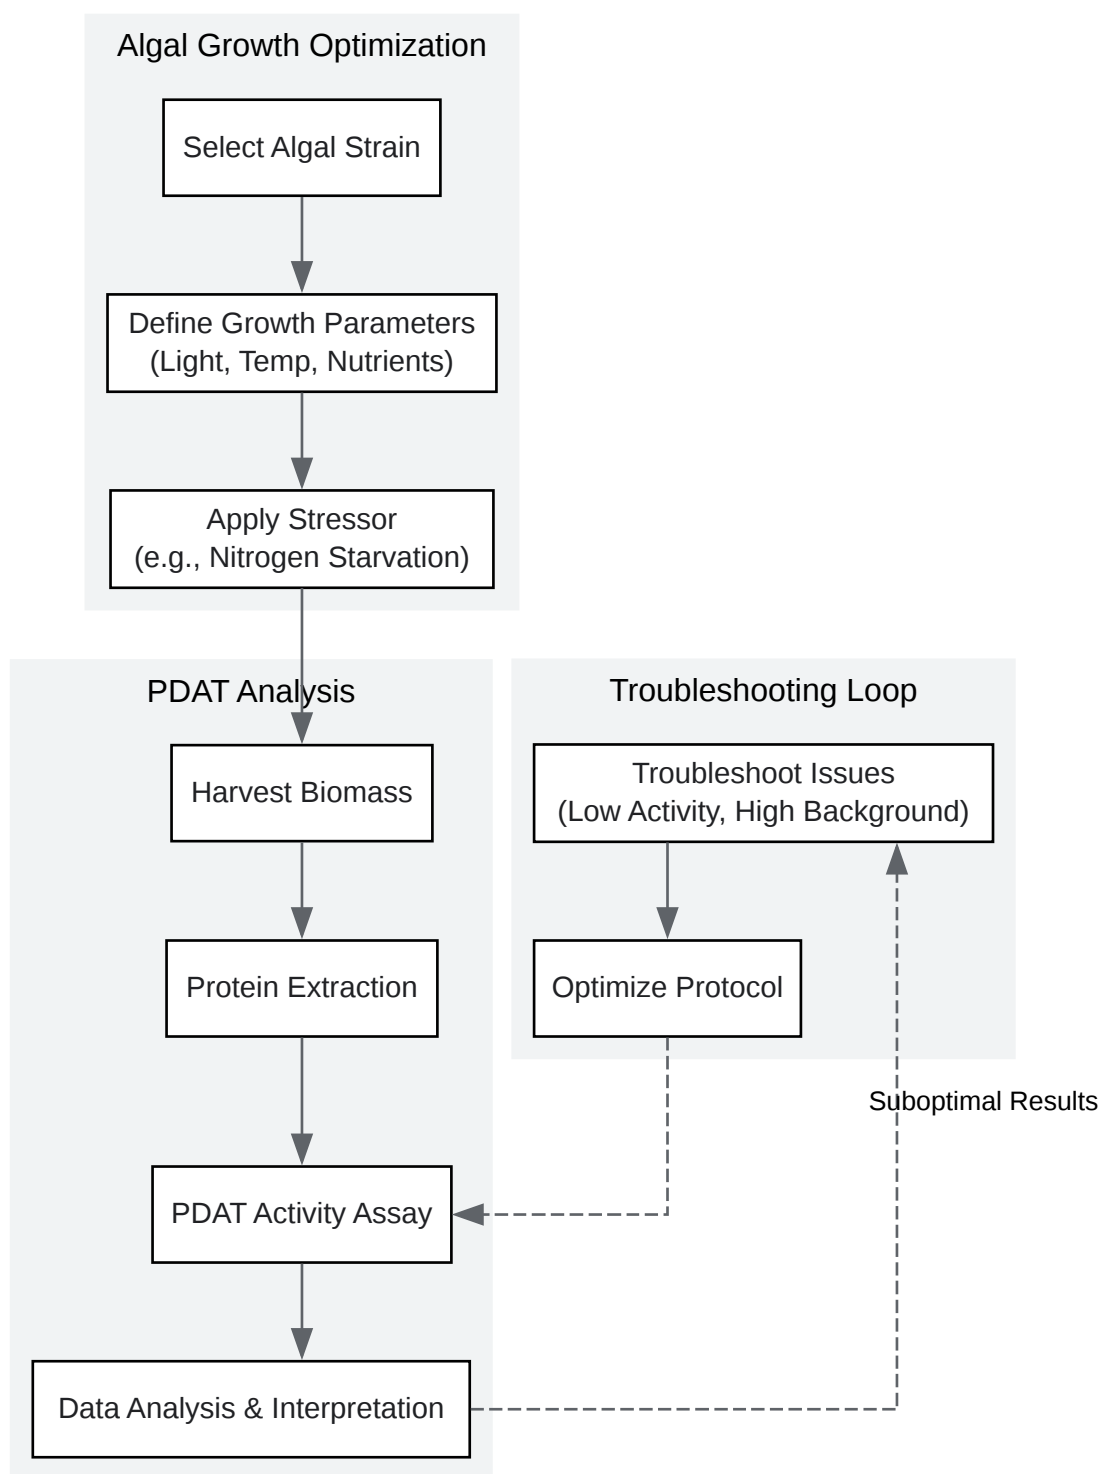 Algal Growth Optimization
Select Algal Strain
Define Growth Parameters
(Light, Temp, Nutrients)
Apply Stressor
(e.g., Nitrogen Starvation)
PDAT Analysis
Harvest Biomass
Protein Extraction
PDAT Activity Assay
Data Analysis & Interpretation
Troubleshooting Loop
Troubleshoot Issues
(Low Activity, High Background)
Optimize Protocol
Suboptimal Results